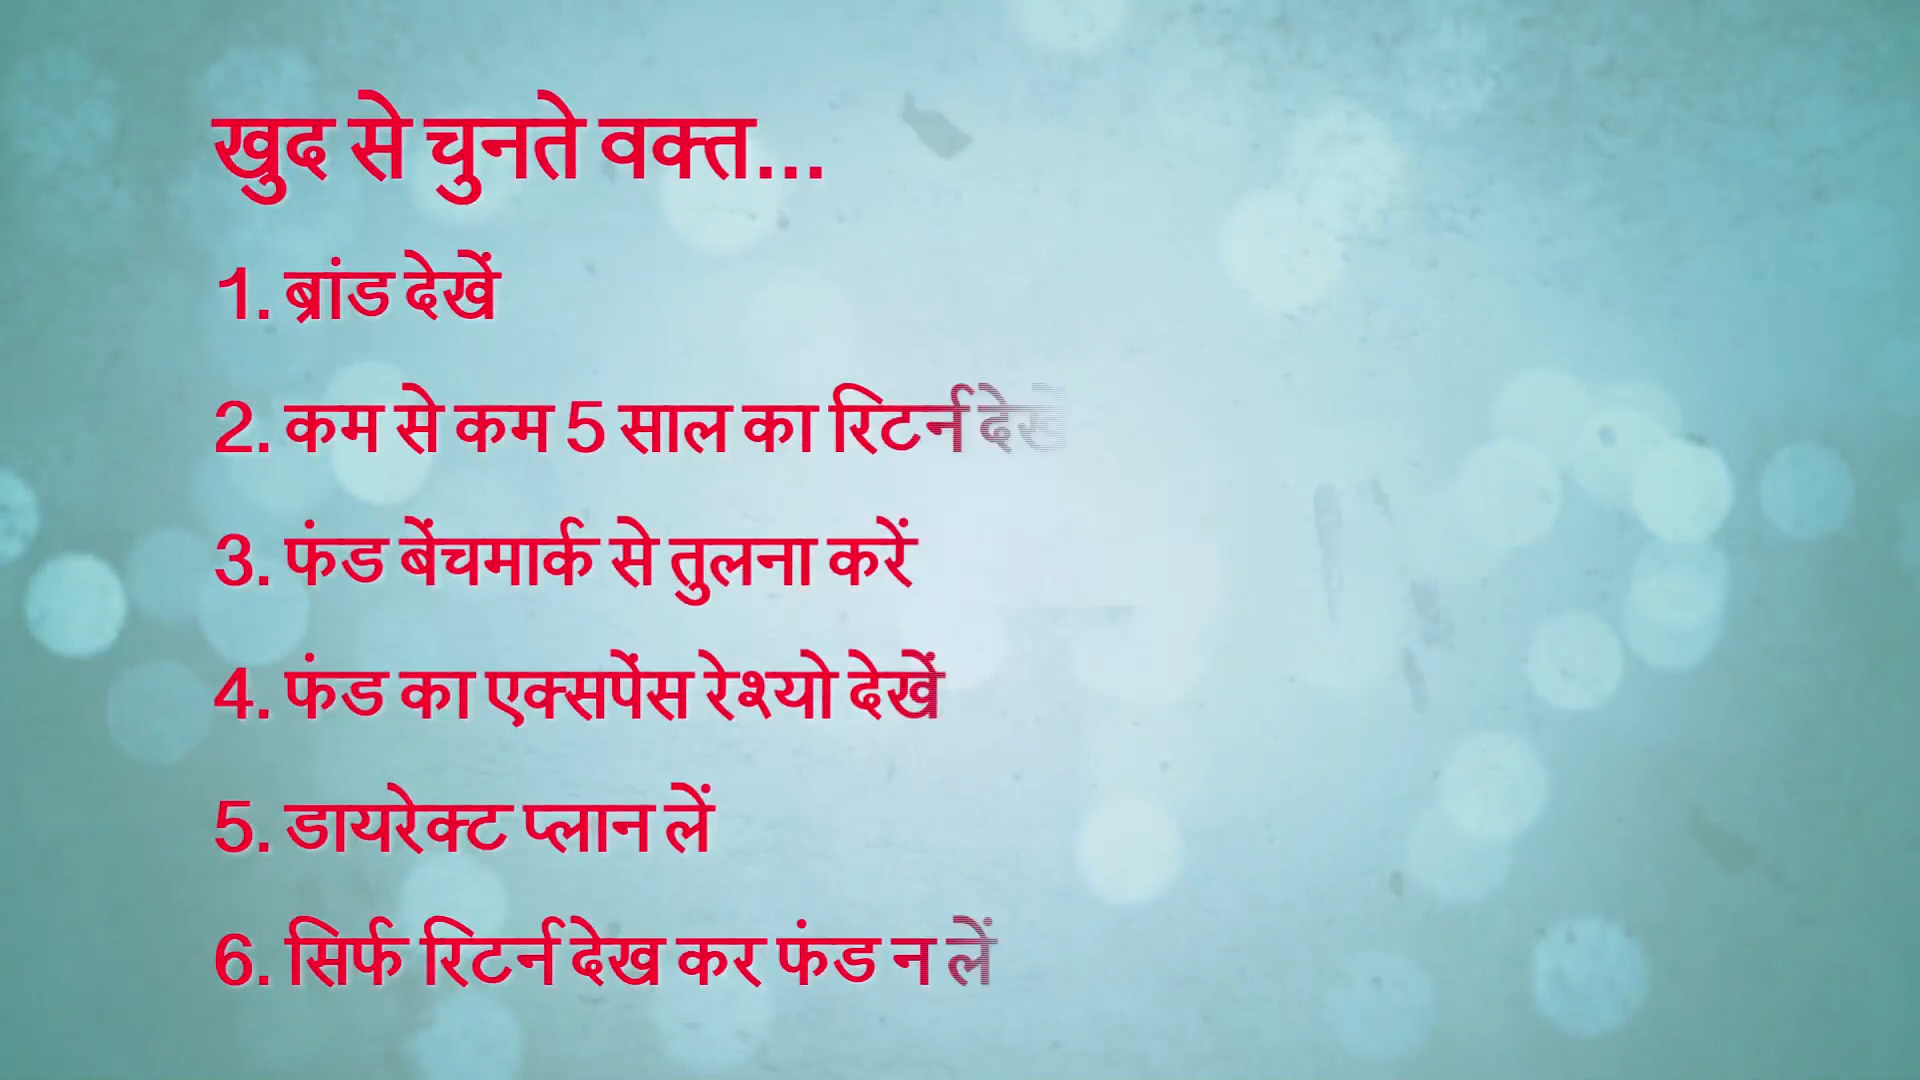 खुद से चुनते वक्त...
1. ब्रांड देखें
2. कम से कम 5 साल का रिटर्न देखें
3. फंड बेंचमार्क से तुलना करें
4. फंड का एक्सपेंस रेश्यो देखें
5. डायरेक्ट प्लान लें
6. सिर्फ रिटर्न देख कर फंड न लें